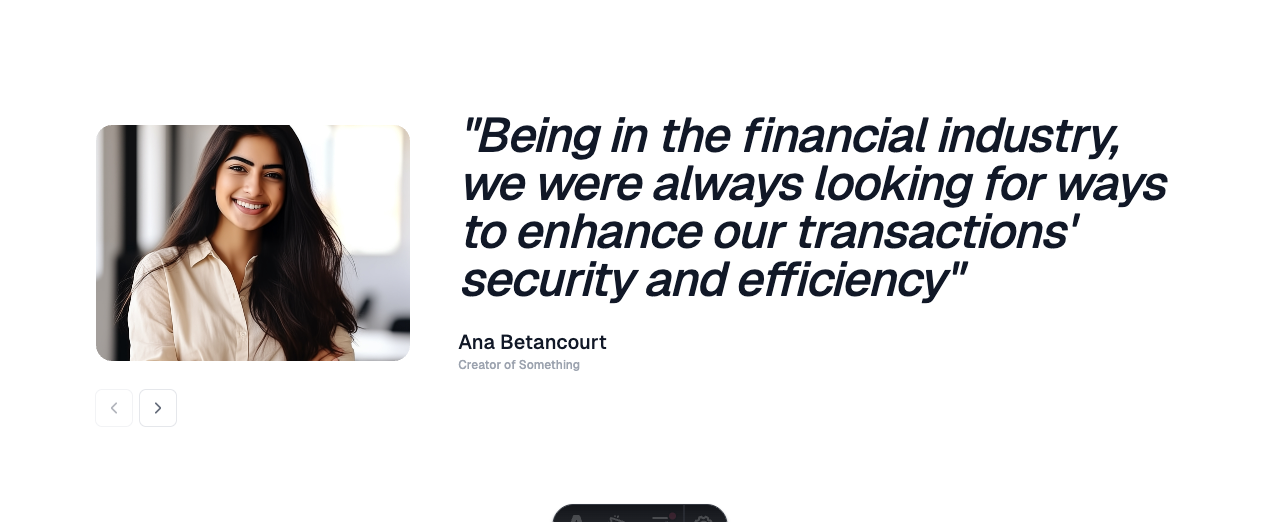 "Being in the financial industry,
we were always looking for ways
to enhance our transactions'
security and efficiency"
Ana Betancourt
Creator of Something